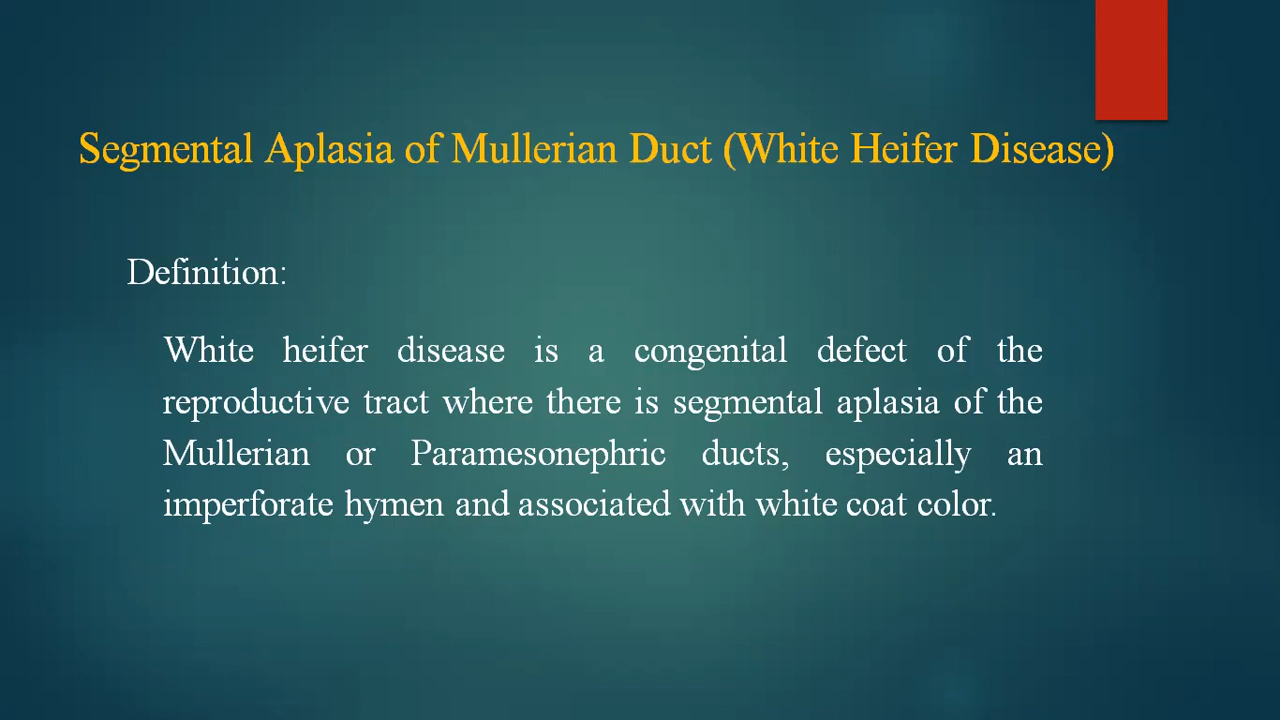 Segmental Aplasia of Mullerian Duct (White Heifer Disease)
Definition:
White heifer disease is a congenital defect of the
reproductive tract where there is segmental aplasia of the
Mullerian or Paramesonephric ducts, especially an
imperforate hymen and associated with white coat color.